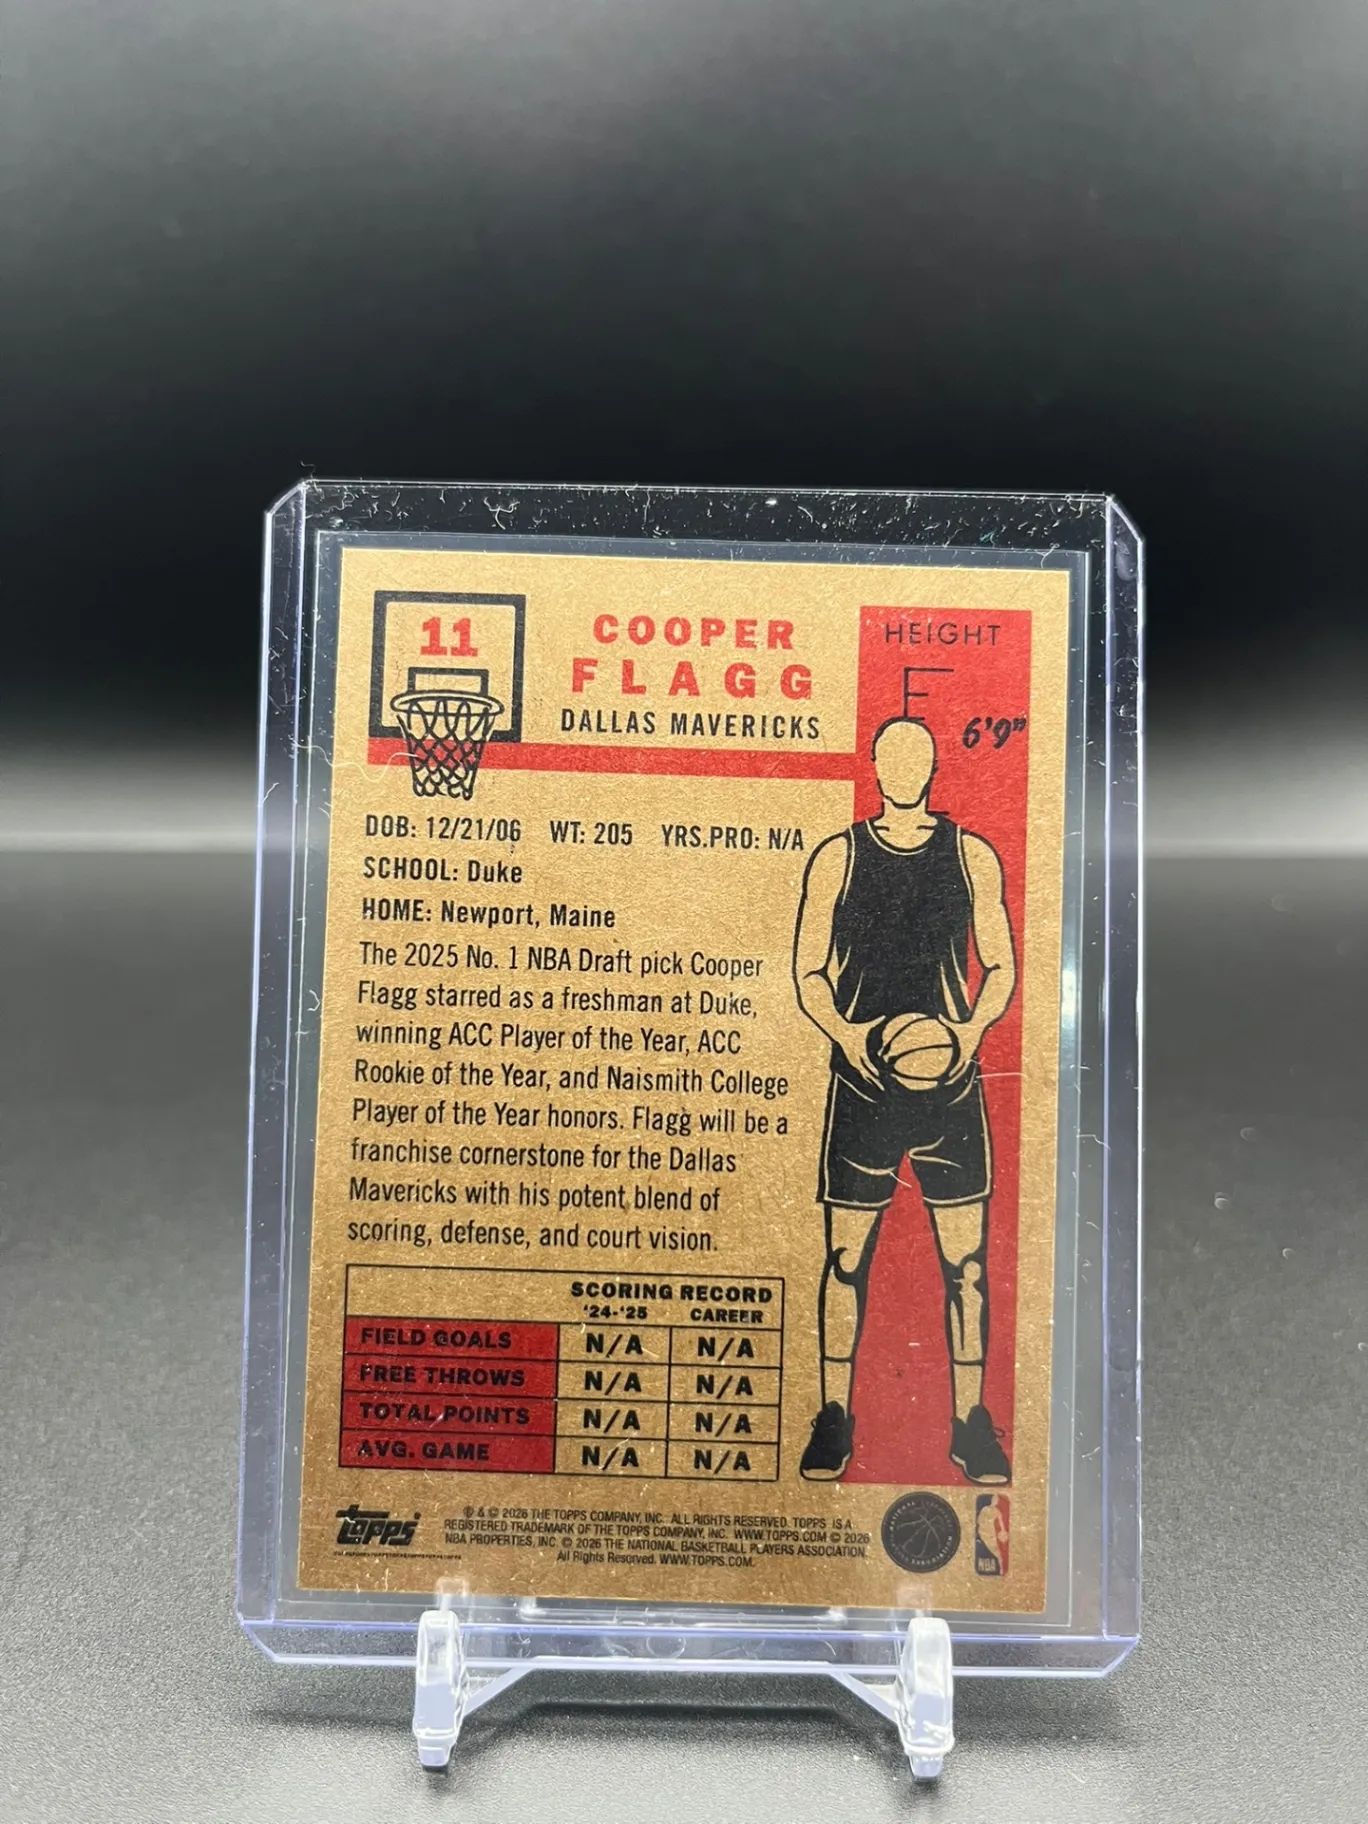 11
COOPER
FLAGG
DALLAS MAVERICKS
HEIGHT
6'9"
DOB: 12/21/06 WT: 205 YRS.PRO: N/A
SCHOOL: Duke
HOME: Newport, Maine
The 2025 No. 1 NBA Draft pick Cooper
Flagg starred as a freshman at Duke,
winning ACC Player of the Year, ACC
Rookie of the Year, and Naismith College
Player of the Year honors. Flagg will be a
franchise cornerstone for the Dallas
Mavericks with his potent blend of
scoring, defense, and court vision.
SCORING RECORD
'24-'25 CAREER
FIELD GOALS N/A N/A
FREE THROWS N/A N/A
TOTAL POINTS N/A N/A
AVG. GAME N/A N/A
topps
® & © 2026 THE TOPPS COMPANY, INC. ALL RIGHTS RESERVED. TOPPS IS A
REGISTERED TRADEMARK OF THE TOPPS COMPANY, INC. WWW.TOPPS.COM © 2026
NBA PROPERTIES, INC. © 2026 THE NATIONAL BASKETBALL PLAYERS ASSOCIATION.
All Rights Reserved. WWW.TOPPS.COM.
NBA